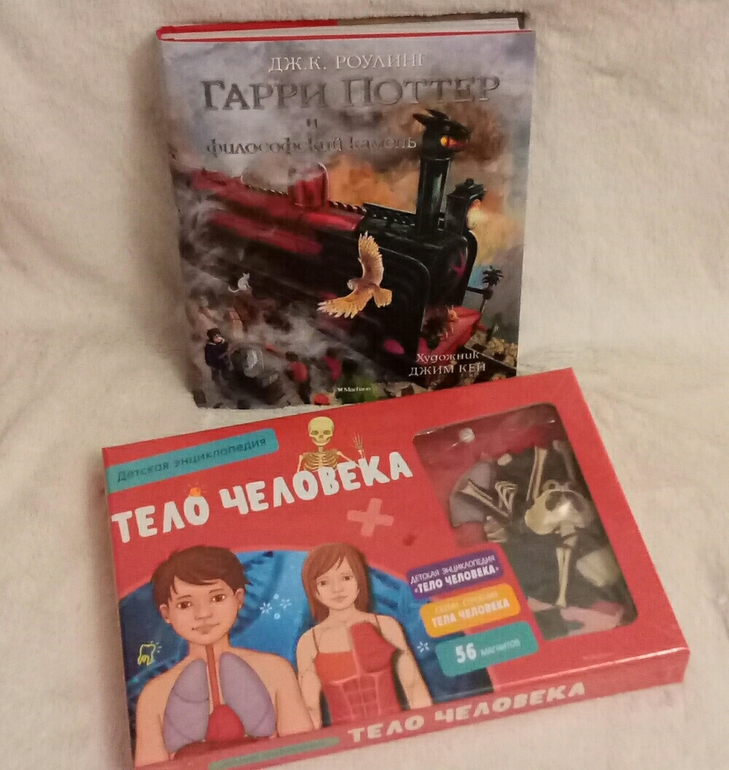 ДЖ.К. РОУЛИНГ
ГАРРИ ПОТТЕР
и
философский камень
Художник
ДЖИМ КЕЙ
Machaon
Детская энциклопедия
ТЕЛО ЧЕЛОВЕКА
ДЕТСКАЯ ЭНЦИКЛОПЕДИЯ
"ТЕЛО ЧЕЛОВЕКА"
ТЕЛА ЧЕЛОВЕКА
56 МАГНИТОВ
ТЕЛО ЧЕЛОВЕКА